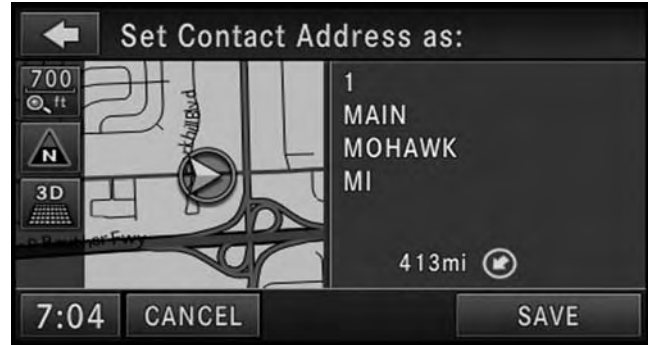 Set Contact Address as:
700
ft
N
3D
1
MAIN
MOHAWK
MI
413mi
7:04
CANCEL
SAVE